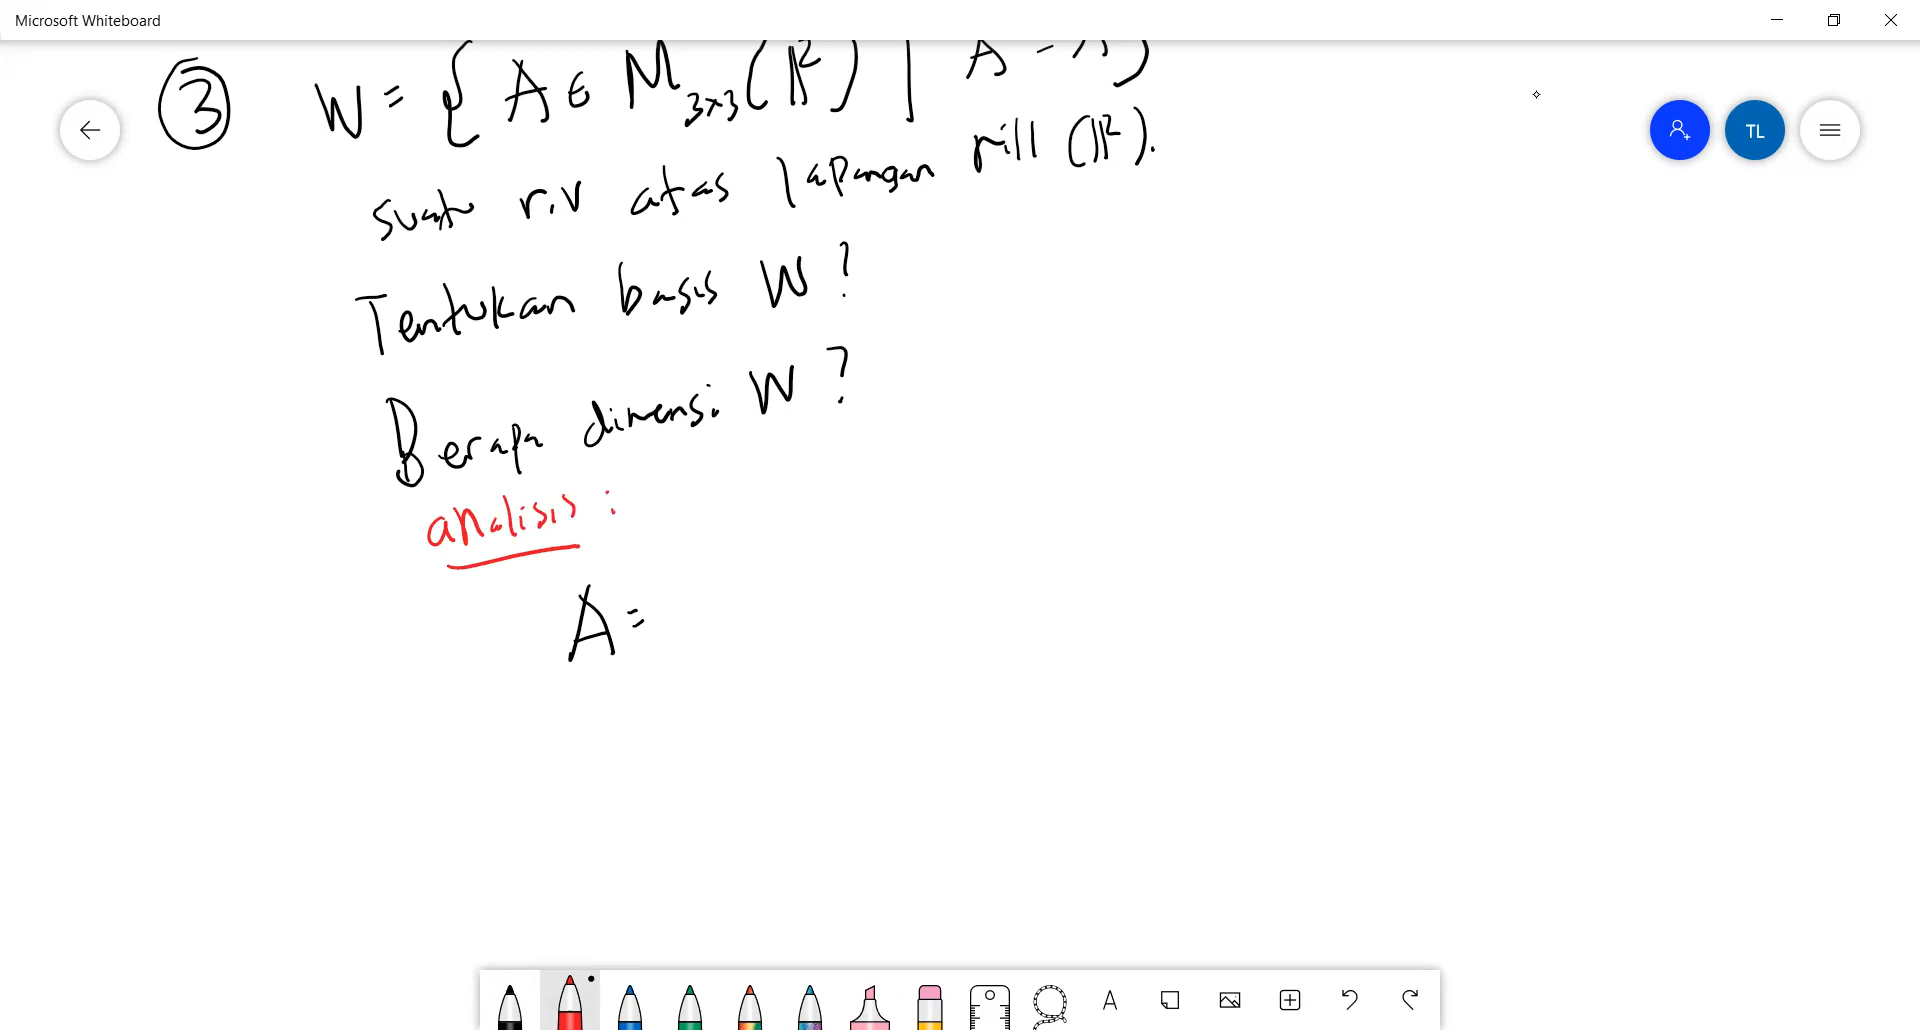 Microsoft Whiteboard
③ W = { A ∈ M₃ₓ₃(ℝ) | A = }
suatu r.v atas lapangan riil (ℝ).
Tentukan basis W ?
Berapa dimensi W ?
analisis :
A =
TL
A